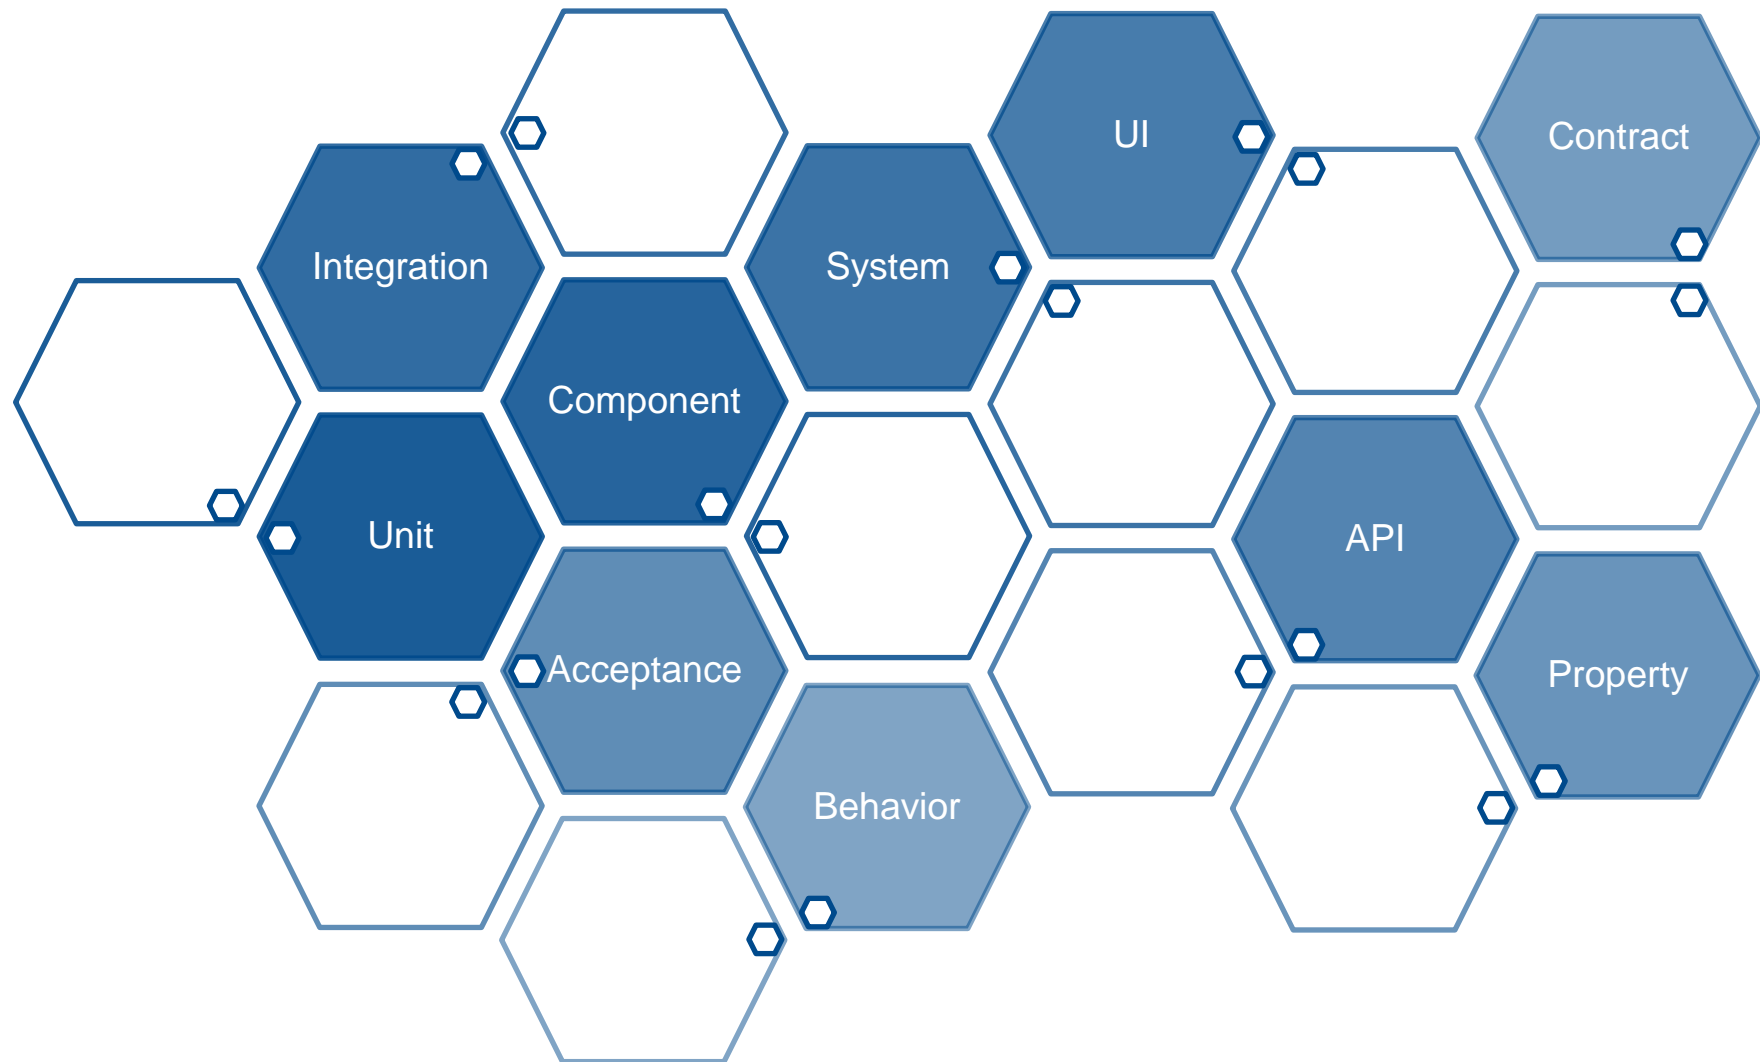 UI
Contract
Integration
System
Component
Unit
API
Acceptance
Property
Behavior